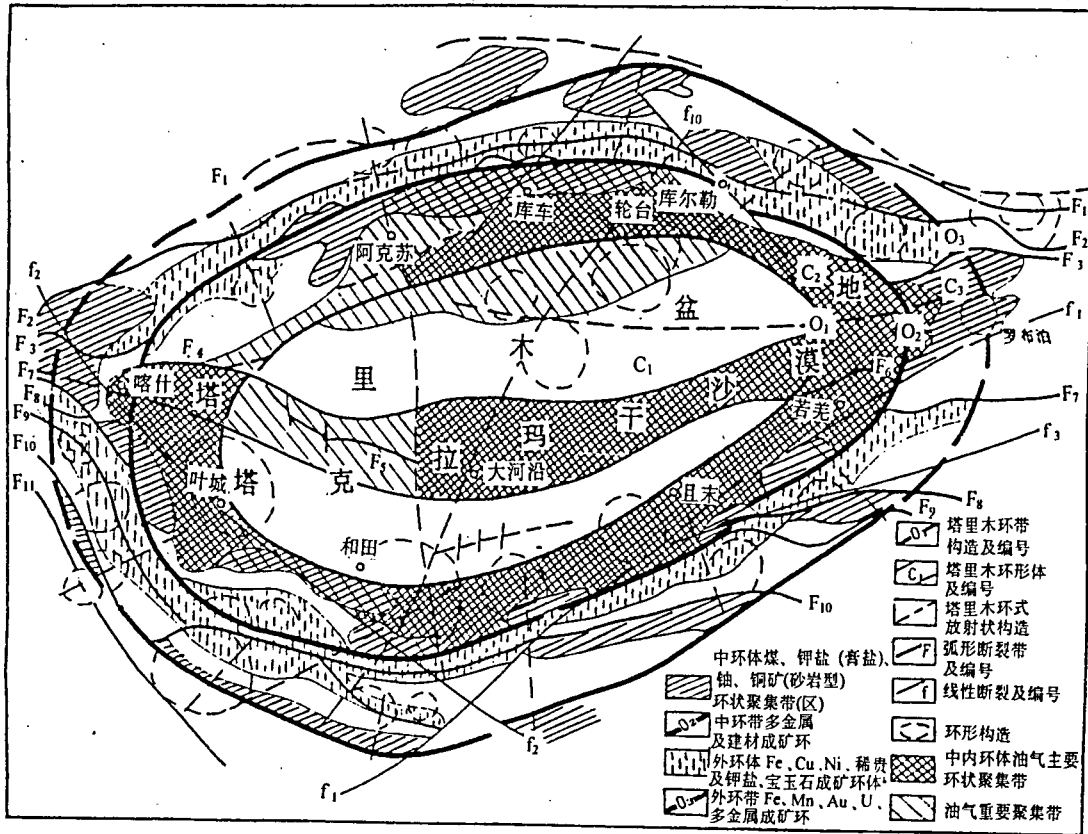 f₁₀
F₁
F₁
F₂
F₃
f₁
O₃
C₃
库尔勒
轮台
库车
阿克苏
C₂
地
盆
O₁
O₂
罗布泊
f₂
F₂
F₃
F₇
F₈
F₉
F₁₀
F₁₁
F₄
喀什
塔
里
木
C₁
漠
沙
F₆
若羌
F₇
f₃
干
玛
拉
大河沿
F₅
克
塔
叶城
且末
和田
F₈
F₉
F₁₀
f₂
f₁
O₁
塔里木环带
构造及编号
C₁
塔里木环形体
及编号
塔里木环式
放射状构造
F
弧形断裂带
及编号
f
线性断裂及编号
环形构造
中内环体油气主要
环状聚集带
油气重要聚集带
中环体煤、钾盐(膏盐)、
铀、铜矿(砂岩型)
环状聚集带(区)
O₂
中环带多金属
及建材成矿环
外环体Fe、Cu、Ni、稀贵
及钾盐、宝玉石成矿环体
O₃
外环带Fe、Mn、Au、U、
多金属成矿环